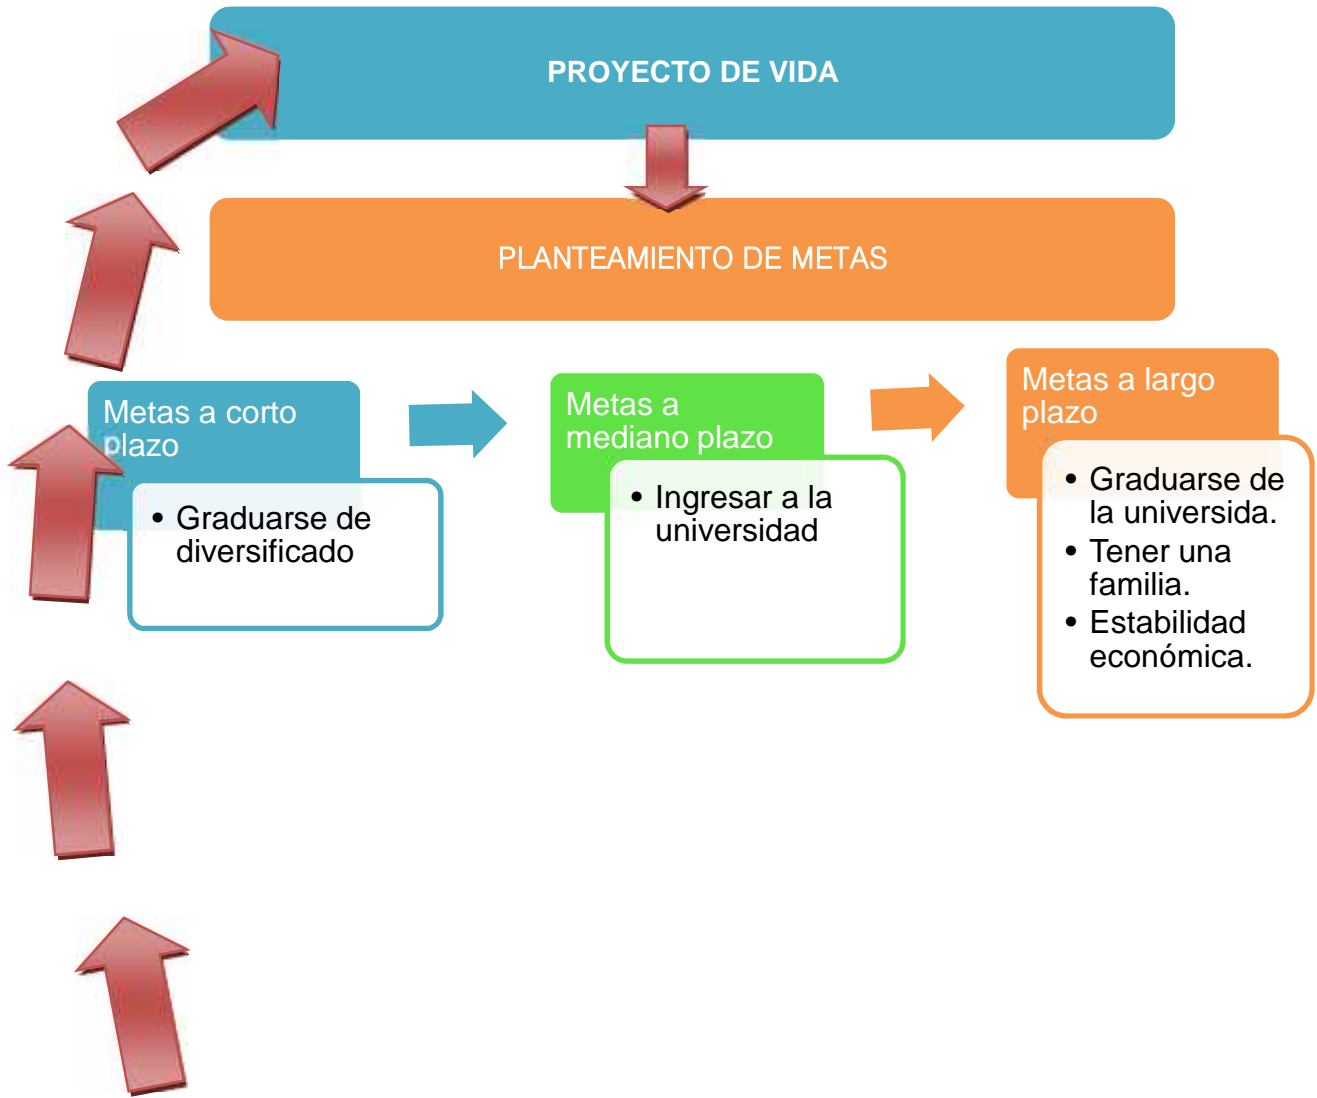 PROYECTO DE VIDA
PLANTEAMIENTO DE METAS
Metas a corto
plazo
• Graduarse de
diversificado
Metas a
mediano plazo
• Ingresar a la
universidad
Metas a largo
plazo
• Graduarse de
la universida.
• Tener una
familia.
• Estabilidad
económica.